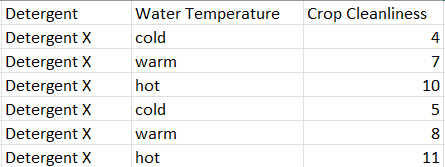 Detergent Water Temperature Crop Cleanliness
Detergent X cold 4
Detergent X warm 7
Detergent X hot 10
Detergent X cold 5
Detergent X warm 8
Detergent X hot 11